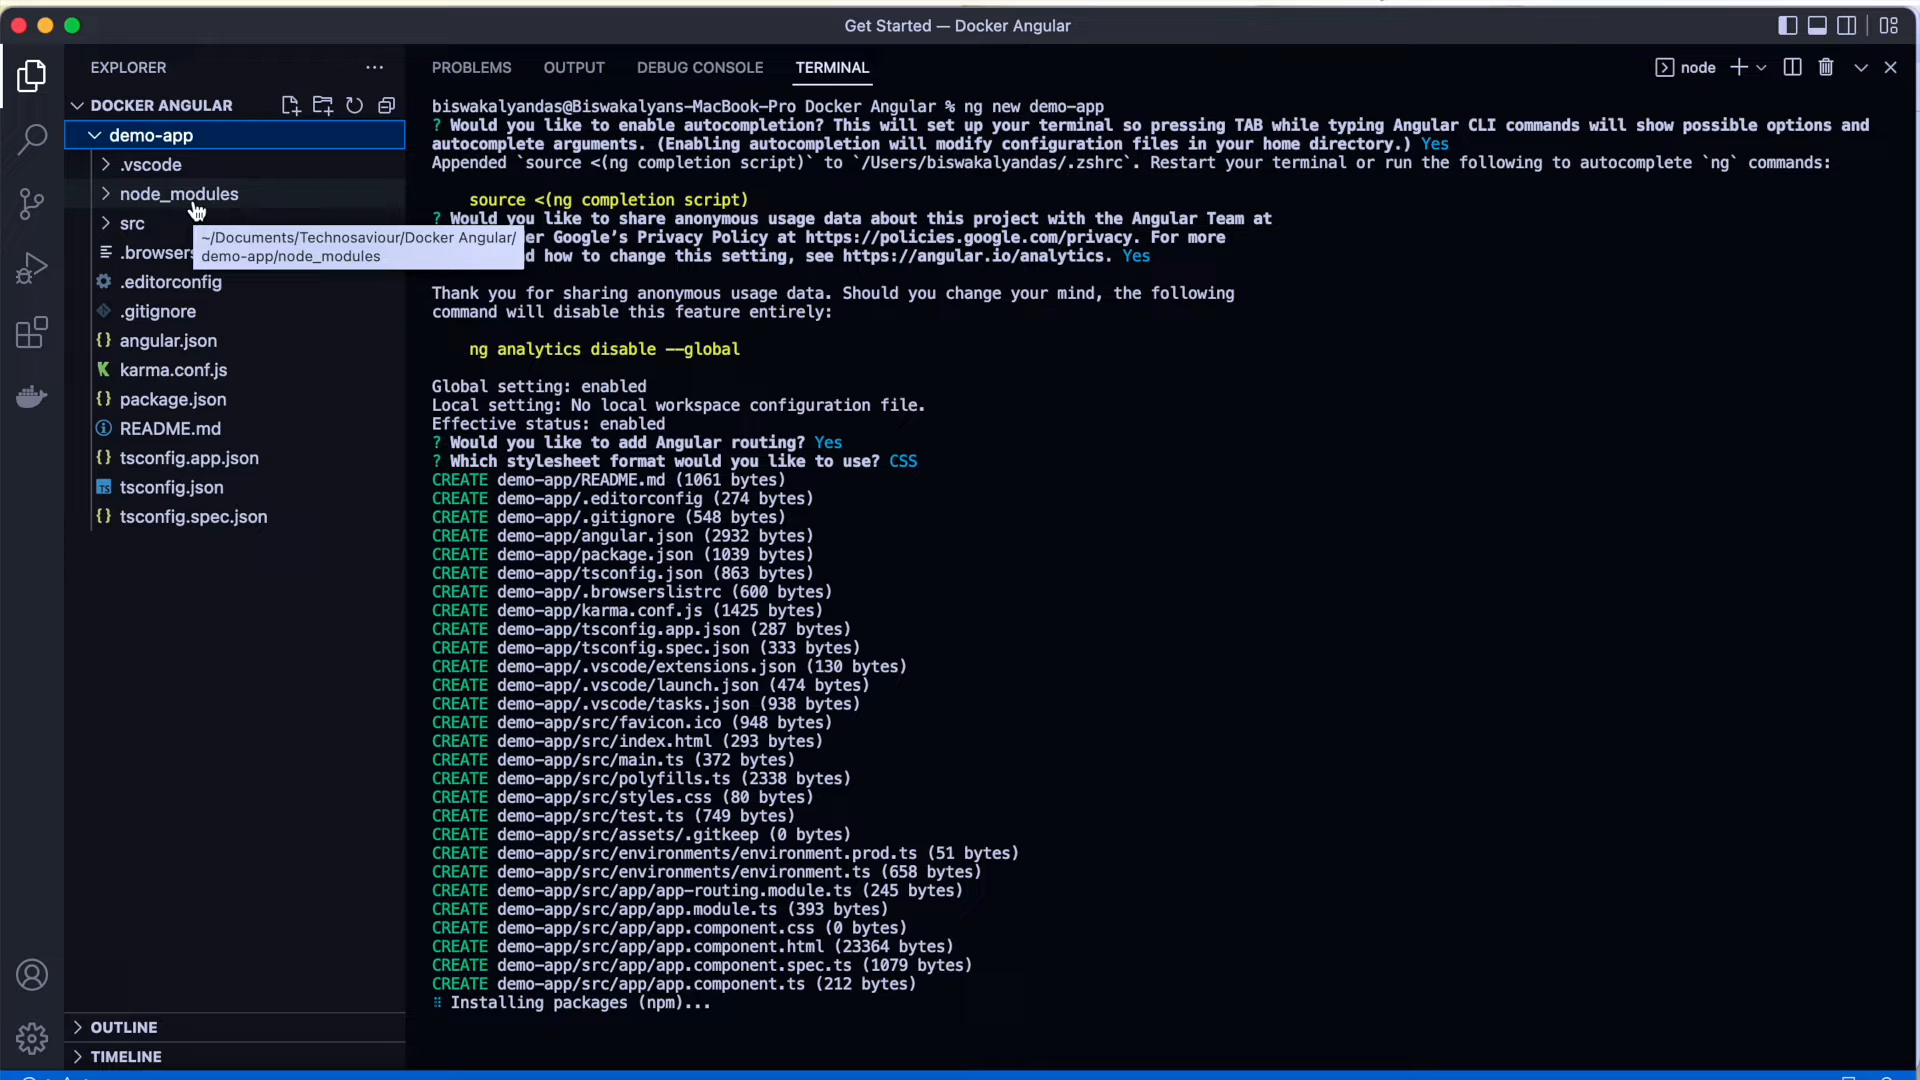 Get Started — Docker Angular
EXPLORER
DOCKER ANGULAR
demo-app
.vscode
node_modules
src
~/Documents/Technosaviour/Docker Angular/
demo-app/node_modules
.browsers
.editorconfig
.gitignore
angular.json
karma.conf.js
package.json
README.md
tsconfig.app.json
tsconfig.json
tsconfig.spec.json
OUTLINE
TIMELINE
PROBLEMS OUTPUT DEBUG CONSOLE TERMINAL
node
biswakalyandas@Biswakalyans-MacBook-Pro Docker Angular % ng new demo-app
? Would you like to enable autocompletion? This will set up your terminal so pressing TAB while typing Angular CLI commands will show possible options and
autocomplete arguments. (Enabling autocompletion will modify configuration files in your home directory.) Yes
Appended `source <(ng completion script)` to `/Users/biswakalyandas/.zshrc`. Restart your terminal or run the following to autocomplete `ng` commands:
source <(ng completion script)
? Would you like to share anonymous usage data about this project with the Angular Team at
er Google's Privacy Policy at https://policies.google.com/privacy. For more
d how to change this setting, see https://angular.io/analytics. Yes
Thank you for sharing anonymous usage data. Should you change your mind, the following
command will disable this feature entirely:
ng analytics disable --global
Global setting: enabled
Local setting: No local workspace configuration file.
Effective status: enabled
? Would you like to add Angular routing? Yes
? Which stylesheet format would you like to use? CSS
CREATE demo-app/README.md (1061 bytes)
CREATE demo-app/.editorconfig (274 bytes)
CREATE demo-app/.gitignore (548 bytes)
CREATE demo-app/angular.json (2932 bytes)
CREATE demo-app/package.json (1039 bytes)
CREATE demo-app/tsconfig.json (863 bytes)
CREATE demo-app/.browserslistrc (600 bytes)
CREATE demo-app/karma.conf.js (1425 bytes)
CREATE demo-app/tsconfig.app.json (287 bytes)
CREATE demo-app/tsconfig.spec.json (333 bytes)
CREATE demo-app/.vscode/extensions.json (130 bytes)
CREATE demo-app/.vscode/launch.json (474 bytes)
CREATE demo-app/.vscode/tasks.json (938 bytes)
CREATE demo-app/src/favicon.ico (948 bytes)
CREATE demo-app/src/index.html (293 bytes)
CREATE demo-app/src/main.ts (372 bytes)
CREATE demo-app/src/polyfills.ts (2338 bytes)
CREATE demo-app/src/styles.css (80 bytes)
CREATE demo-app/src/test.ts (749 bytes)
CREATE demo-app/src/assets/.gitkeep (0 bytes)
CREATE demo-app/src/environments/environment.prod.ts (51 bytes)
CREATE demo-app/src/environments/environment.ts (658 bytes)
CREATE demo-app/src/app/app-routing.module.ts (245 bytes)
CREATE demo-app/src/app/app.module.ts (393 bytes)
CREATE demo-app/src/app/app.component.css (0 bytes)
CREATE demo-app/src/app/app.component.html (23364 bytes)
CREATE demo-app/src/app/app.component.spec.ts (1079 bytes)
CREATE demo-app/src/app/app.component.ts (212 bytes)
Installing packages (npm)...